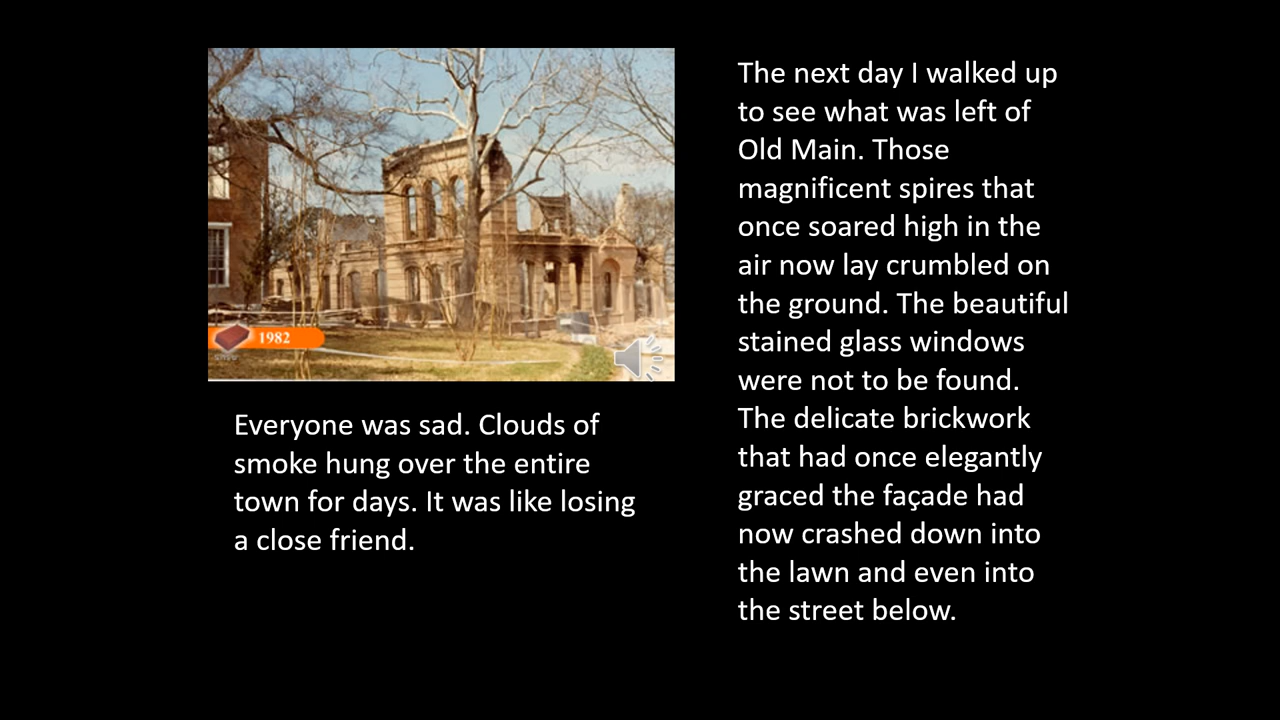 1982
Everyone was sad. Clouds of
smoke hung over the entire
town for days. It was like losing
a close friend.
The next day I walked up
to see what was left of
Old Main. Those
magnificent spires that
once soared high in the
air now lay crumbled on
the ground. The beautiful
stained glass windows
were not to be found.
The delicate brickwork
that had once elegantly
graced the façade had
now crashed down into
the lawn and even into
the street below.